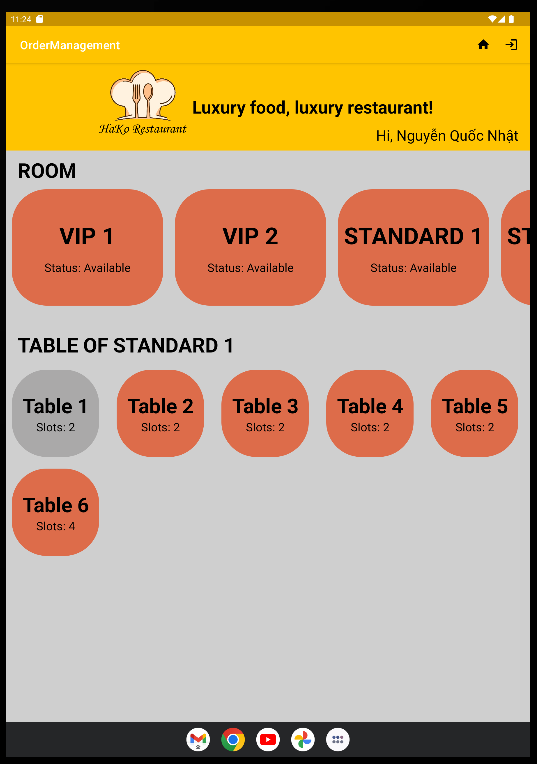 11:24
OrderManagement
Luxury food, luxury restaurant!
HaKo Restaurant
Hi, Nguyễn Quốc Nhật
ROOM
VIP 1
Status: Available
VIP 2
Status: Available
STANDARD 1
Status: Available
ST
TABLE OF STANDARD 1
Table 1
Slots: 2
Table 2
Slots: 2
Table 3
Slots: 2
Table 4
Slots: 2
Table 5
Slots: 2
Table 6
Slots: 4